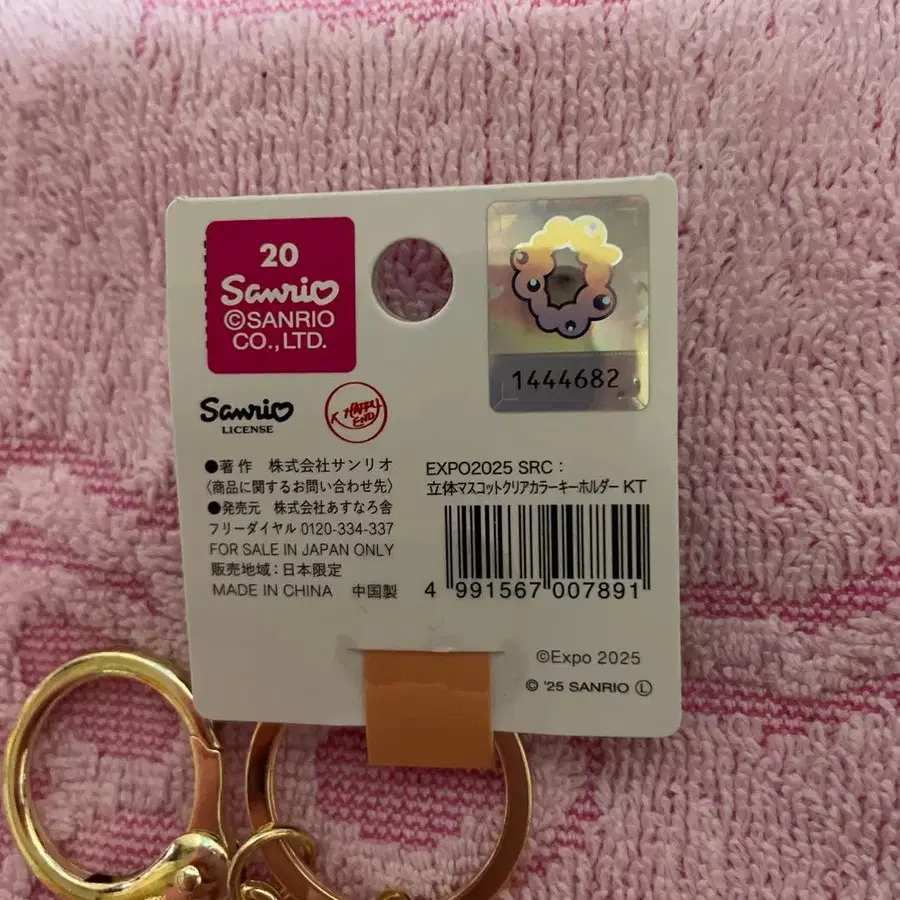 20
Sanrio
©SANRIO
CO.,LTD.
1444682
Sanrio
LICENSE
HAPPY
END
●著作 株式会社サンリオ
〈商品に関するお問い合わせ先〉
●発売元 株式会社あすなろ舎
フリーダイヤル 0120-334-337
FOR SALE IN JAPAN ONLY
販売地域:日本限定
MADE IN CHINA 中国製
EXPO2025 SRC:
立体マスコットクリアカラーキーホルダー KT
4 991567 007891
©Expo 2025
© '25 SANRIO Ⓛ